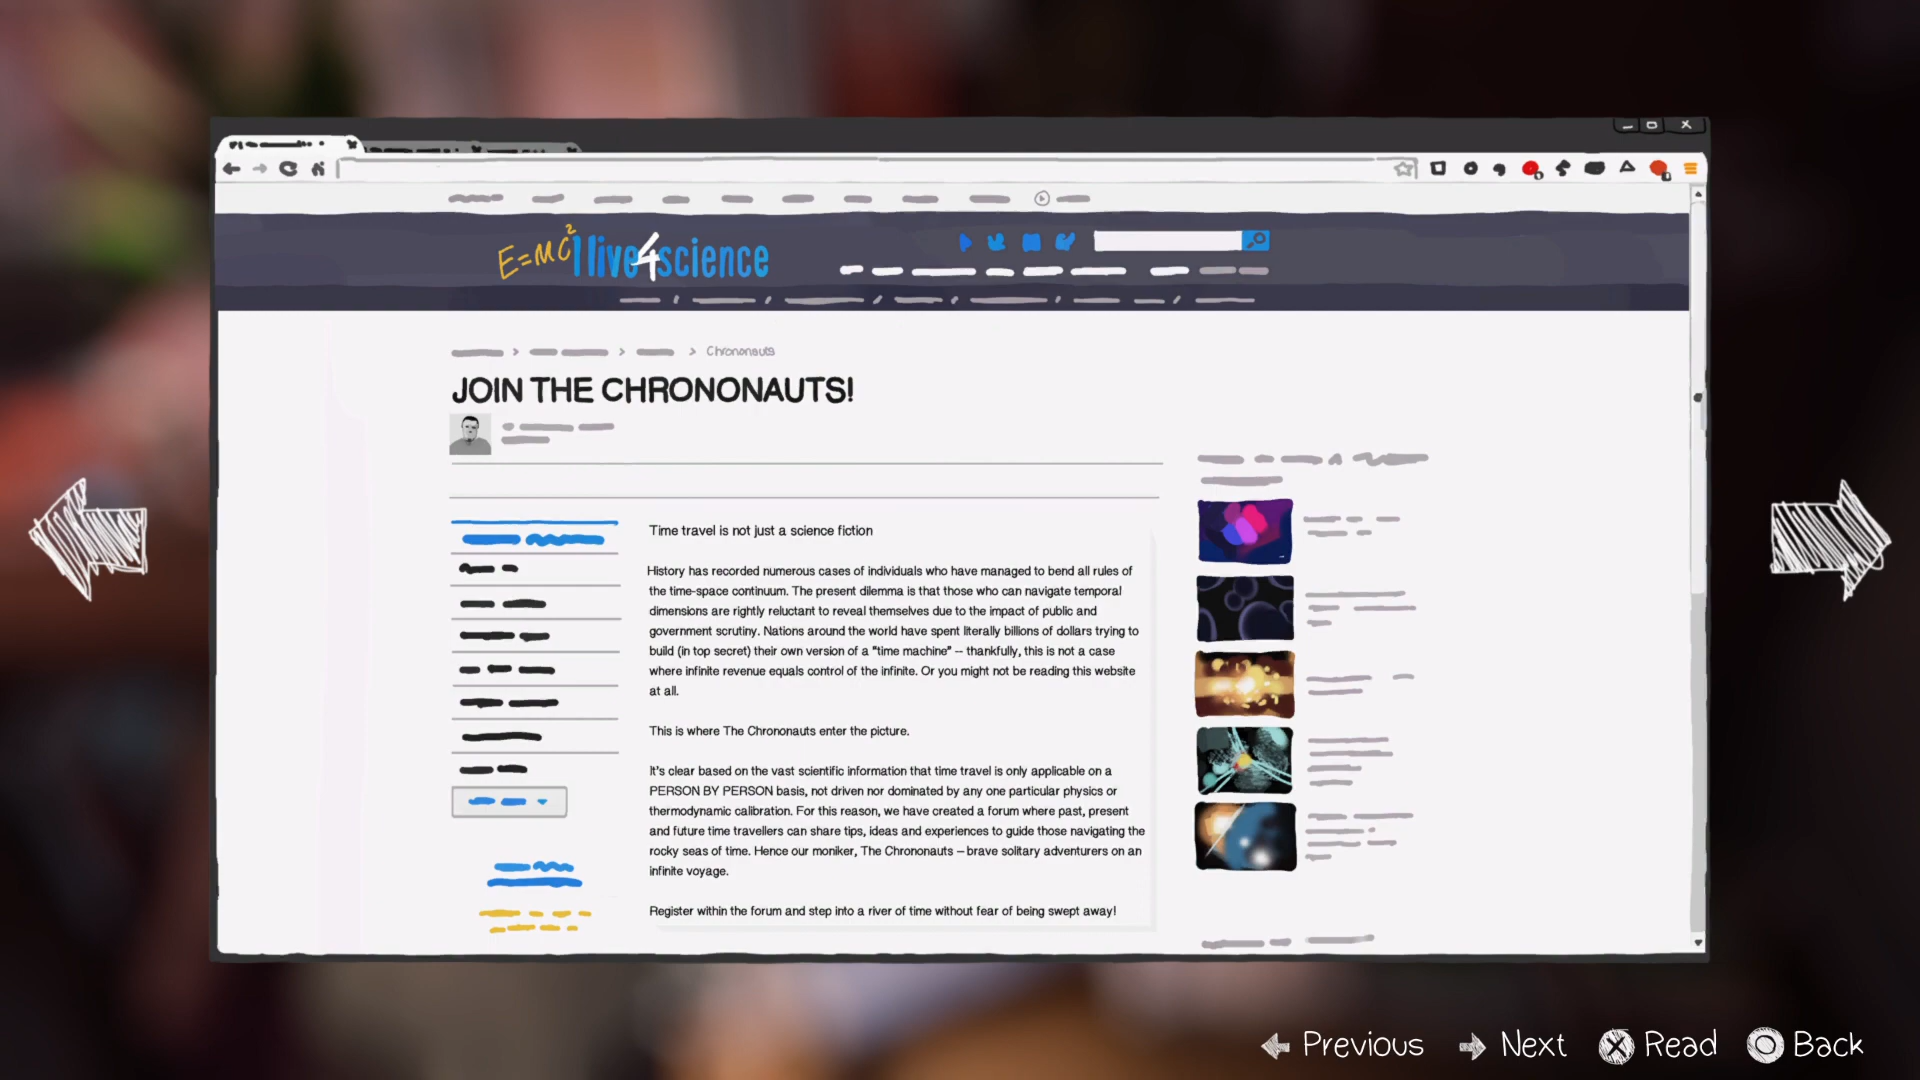 E=MC² I live4science
Chrononauts
JOIN THE CHRONONAUTS!
Time travel is not just a science fiction
History has recorded numerous cases of individuals who have managed to bend all rules of
the time-space continuum. The present dilemma is that those who can navigate temporal
dimensions are rightly reluctant to reveal themselves due to the impact of public and
government scrutiny. Nations around the world have spent literally billions of dollars trying to
build (in top secret) their own version of a "time machine" -- thankfully, this is not a case
where infinite revenue equals control of the infinite. Or you might not be reading this website
at all.
This is where The Chrononauts enter the picture.
It's clear based on the vast scientific information that time travel is only applicable on a
PERSON BY PERSON basis, not driven nor dominated by any one particular physics or
thermodynamic calibration. For this reason, we have created a forum where past, present
and future time travellers can share tips, ideas and experiences to guide those navigating the
rocky seas of time. Hence our moniker, The Chrononauts – brave solitary adventurers on an
infinite voyage.
Register within the forum and step into a river of time without fear of being swept away!
Previous Next Read Back